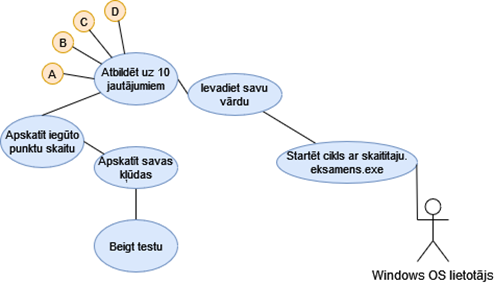 D
C
B
A
Atbildēt uz 10
jautājumiem
Ievadiet savu
vārdu
Apskatīt iegūto
punktu skaitu
Apskatīt savas
kļūdas
Startēt cikls ar skaititaju.
eksamens.exe
Beigt testu
Windows OS lietotājs